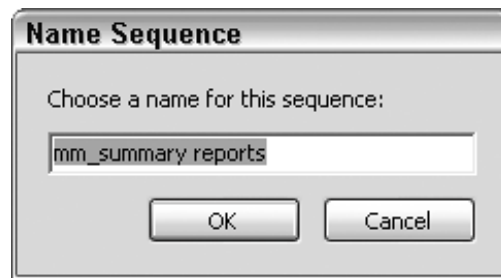 Name Sequence
Choose a name for this sequence:
mm_summary reports
OK Cancel